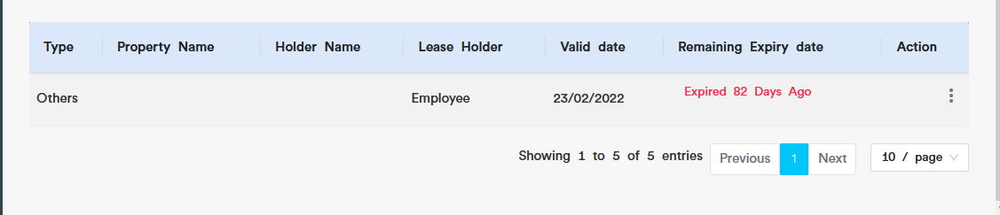 Type Property Name Holder Name Lease Holder Valid date Remaining Expiry date Action
Others Employee 23/02/2022 Expired 82 Days Ago
Showing 1 to 5 of 5 entries Previous 1 Next 10 / page